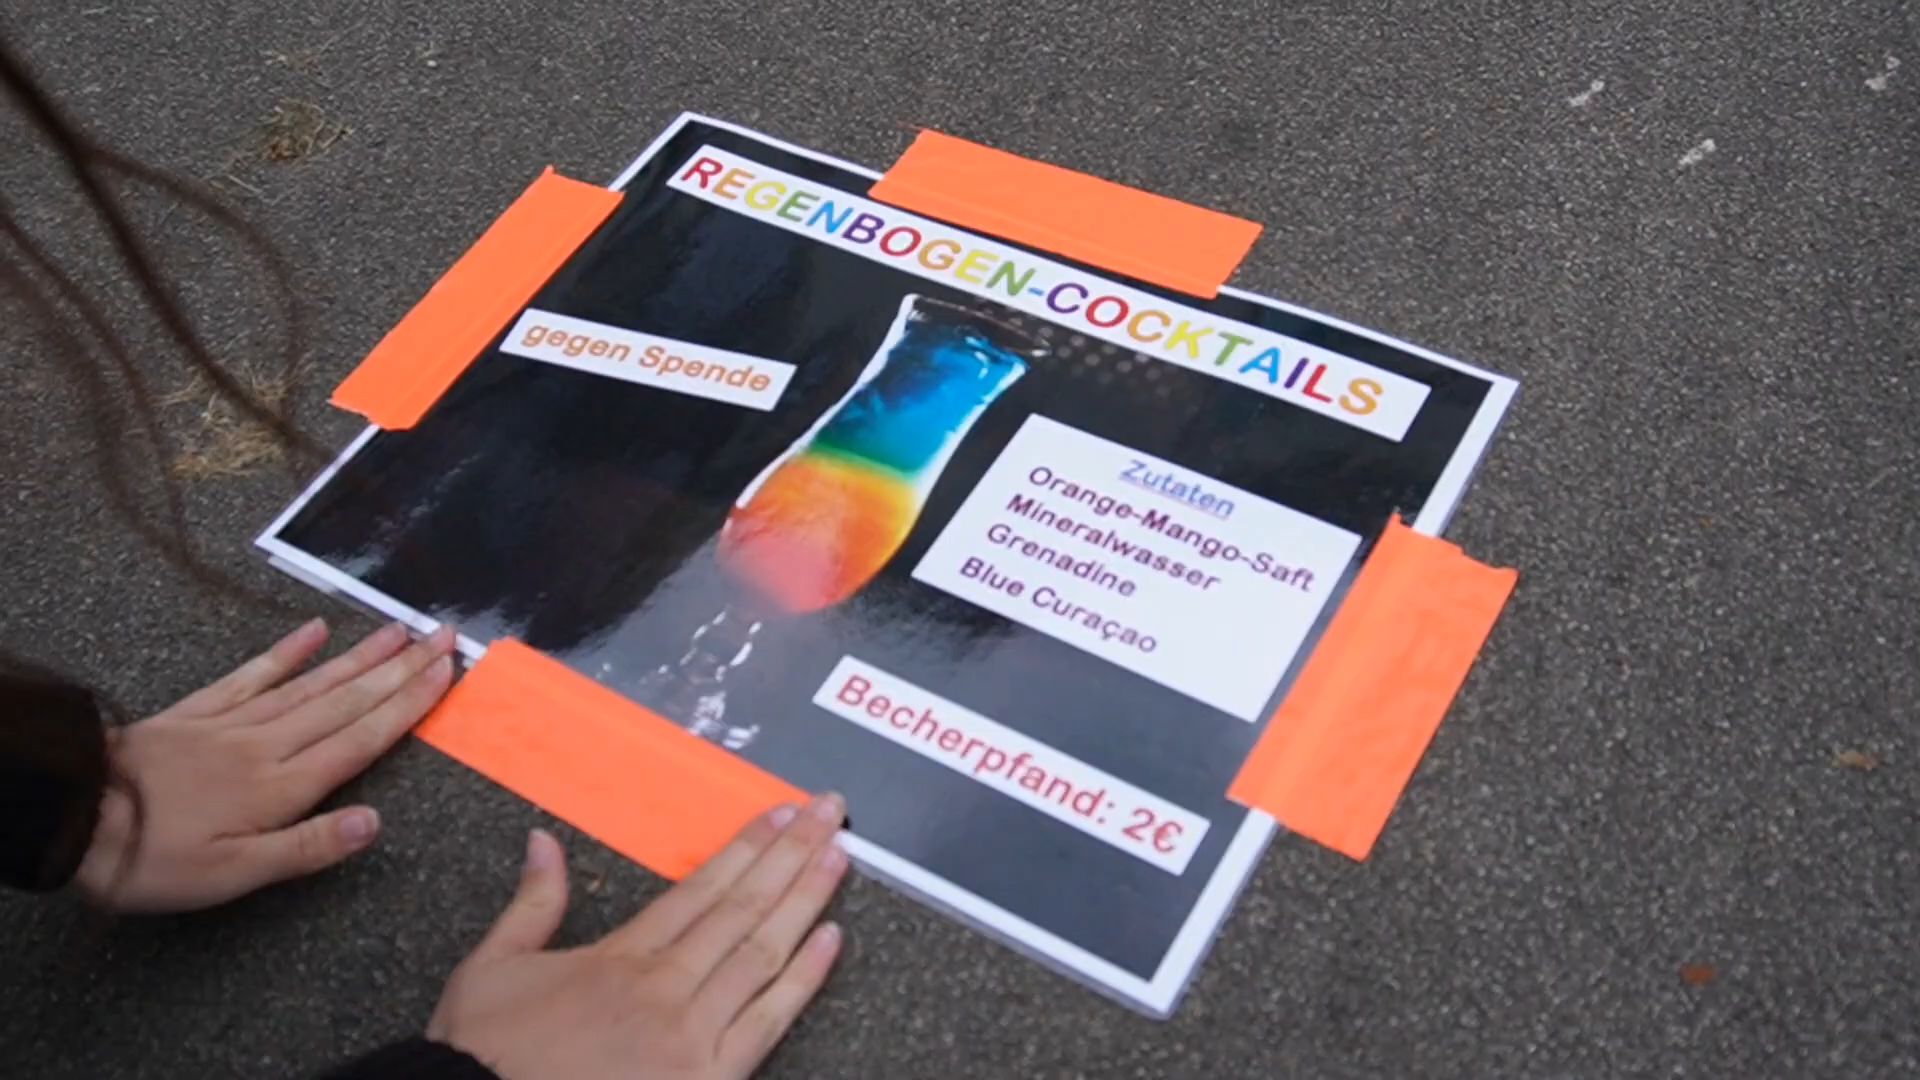 REGENBOGEN-COCKTAILS
gegen Spende
Zutaten
Orange-Mango-Saft
Mineralwasser
Grenadine
Blue Curaçao
Becherpfand: 2€